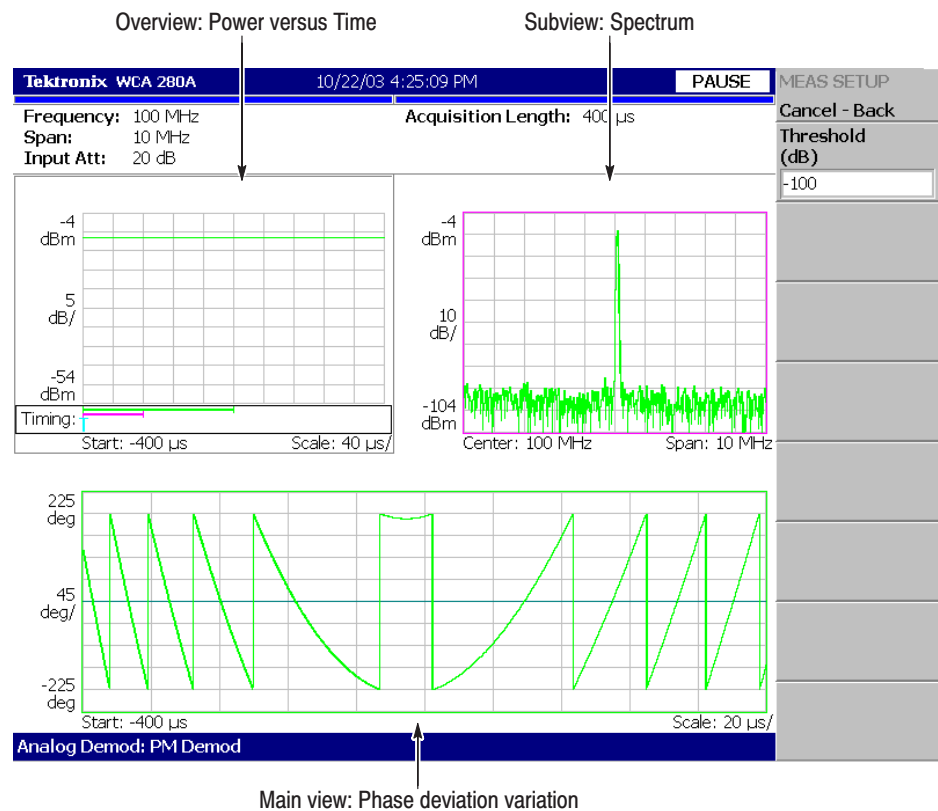 Overview: Power versus Time
Subview: Spectrum
Tektronix WCA 280A
10/22/03 4:25:09 PM
PAUSE
MEAS SETUP
Frequency: 100 MHz
Acquisition Length: 400 µs
Cancel - Back
Span: 10 MHz
Input Att: 20 dB
Threshold
(dB)
-100
-4
dBm
5
dB/
-54
dBm
Timing:
Start: -400 µs
Scale: 40 µs/
-4
dBm
10
dB/
-104
dBm
Center: 100 MHz
Span: 10 MHz
225
deg
45
deg/
-225
deg
Start: -400 µs
Scale: 20 µs/
Analog Demod: PM Demod
Main view: Phase deviation variation